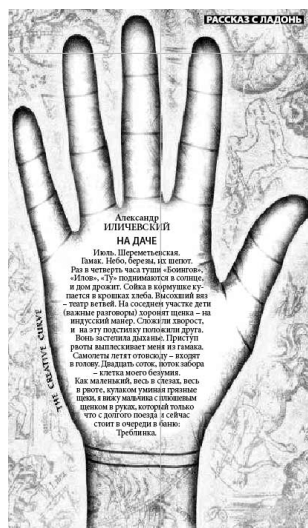 РАССКАЗ С ЛАДОНЬ
Александр
ИЛИЧЕВСКИЙ
НА ДАЧЕ
Июль. Шереметьевская.
Гамак. Небо, березы, их шепот.
Раз в четверть часа туши «Боингов»,
«Илов», «Ту» поднимаются в солнце,
и дом дрожит. Сойка в кормушке ку-
пается в крошках хлеба. Высохший вяз
– театр ветвей. На соседнем участке дети
(важные разговоры) хоронят щенка – на
индусский манер. Сложили хворост,
и на эту подстилку положили друга.
Вонь застелила дыханье. Приступ
рвоты выплескивает меня из гамака.
Самолеты летят отовсюду – входят
в голову. Двадцать соток, поток забора
– клетка моего безумия.
Как маленький, весь в слезах, весь
в рвоте, кулаком умывая грязные
щеки, я вижу мальчика с плюшевым
щенком в руках, который только
что с долгого поезда и сейчас
стоит в очереди в баню:
Треблинка.
THE CREATIVE CURVE